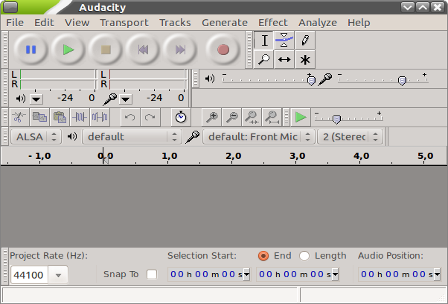 Audacity
File Edit View Transport Tracks Generate Effect Analyze Help
L
R
L
R
-24 0
-24 0
- +
- +
- +
ALSA default default: Front Mic 2 (Stereo
- 1,0 0,0 1,0 2,0 3,0 4,0 5,0
Project Rate (Hz): Selection Start: End Length Audio Position:
44100 Snap To 00 h 00 m 00 s 00 h 00 m 00 s 00 h 00 m 00 s